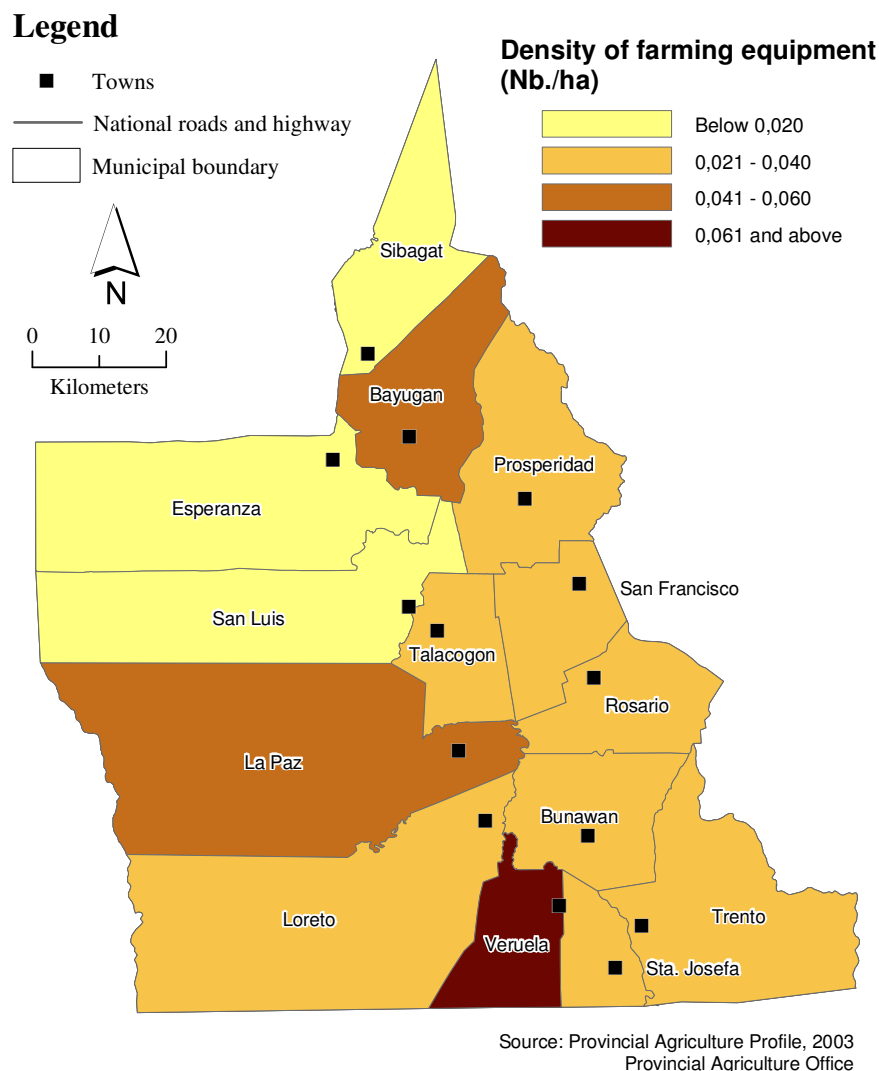 Legend
Towns
National roads and highway
Municipal boundary
N
0 10 20
Kilometers
Density of farming equipment
(Nb./ha)
Below 0,020
0,021 - 0,040
0,041 - 0,060
0,061 and above
Sibagat
Bayugan
Prosperidad
Esperanza
San Francisco
San Luis
Talacogon
Rosario
La Paz
Bunawan
Loreto
Trento
Veruela
Sta. Josefa
Source: Provincial Agriculture Profile, 2003
Provincial Agriculture Office